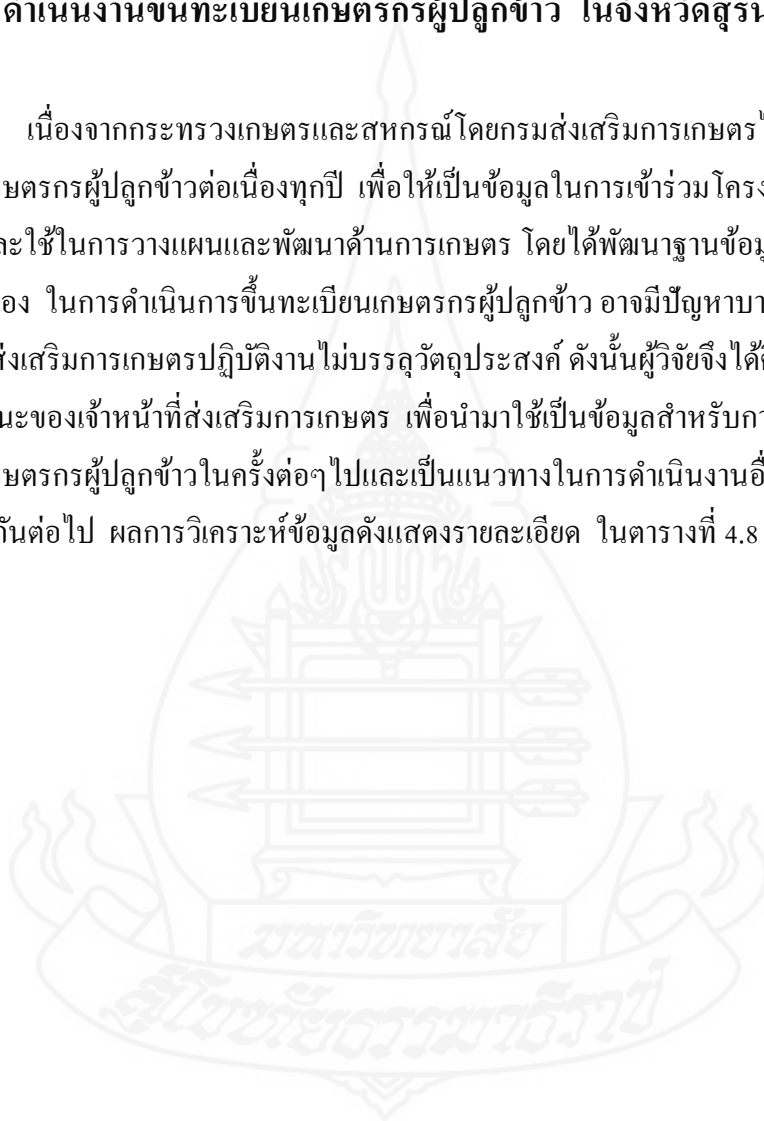 ดำเนินงานขึ้นทะเบียนเกษตรกรผู้ปลูกข้าว ในจังหวัดสุริน
เนื่องจากกระทรวงเกษตรและสหกรณ์โดยกรมส่งเสริมการเกษตร
ษตรกรผู้ปลูกข้าวต่อเนื่องทุกปี เพื่อให้เป็นข้อมูลในการเข้าร่วมโครง
ละใช้ในการวางแผนและพัฒนาด้านการเกษตร โดยได้พัฒนาฐานข้อมู
อง ในการดำเนินการขึ้นทะเบียนเกษตรกรผู้ปลูกข้าว อาจมีปัญหาบา
ส่งเสริมการเกษตรปฏิบัติงานไม่บรรลุวัตถุประสงค์ ดังนั้นผู้วิจัยจึงได้
นะของเจ้าหน้าที่ส่งเสริมการเกษตร เพื่อนำมาใช้เป็นข้อมูลสำหรับกา
ษตรกรผู้ปลูกข้าวในครั้งต่อๆไปและเป็นแนวทางในการดำเนินงานอื่
กันต่อไป ผลการวิเคราะห์ข้อมูลดังแสดงรายละเอียด ในตารางที่ 4.8
มหาวิทยาลัย
สุโขทัยธรรมาธิราช